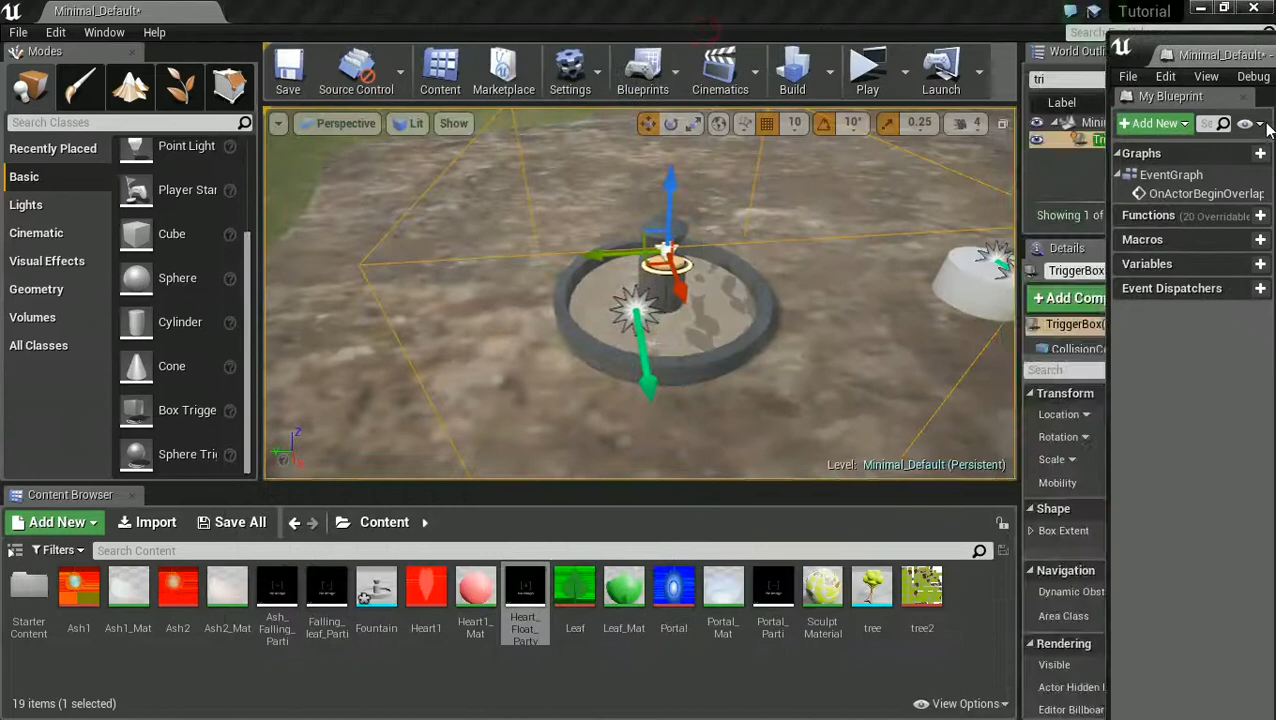 Minimal_Default*
Tutorial
File Edit Window Help
Modes
Search Classes
Recently Placed
Basic
Lights
Cinematic
Visual Effects
Geometry
Volumes
All Classes
Point Light
Player Star
Cube
Sphere
Cylinder
Cone
Box Trigge
Sphere Tri
Save
Source Control
Content
Marketplace
Settings
Blueprints
Cinematics
Build
Play
Launch
Perspective
Lit
Show
10
10°
0.25
4
Level: Minimal_Default (Persistent)
World Outli
tri
Label
Mini
Showing 1 of
Details
TriggerBox
+ Add Com
TriggerBox(
CollisionC
Search
Transform
Location
Rotation
Scale
Mobility
Shape
Box Extent
Navigation
Dynamic Obst
Area Class
Rendering
Visible
Actor Hidden I
Editor Billboar
Minimal_Default* -
File Edit View Debug
My Blueprint
+ Add New
Se
Graphs
EventGraph
OnActorBeginOverlap
Functions (20 Overridable
Macros
Variables
Event Dispatchers
Content Browser
Add New
Import
Save All
Content
Filters
Search Content
Starter Content
Ash1
Ash1_Mat
Ash2
Ash2_Mat
Ash_Falling_Parti
Falling_leaf_Parti
Fountain
Heart1
Heart1_Mat
Heart_Float_Party
Leaf
Leaf_Mat
Portal
Portal_Mat
Portal_Parti
Sculpt Material
tree
tree2
19 items (1 selected)
View Options